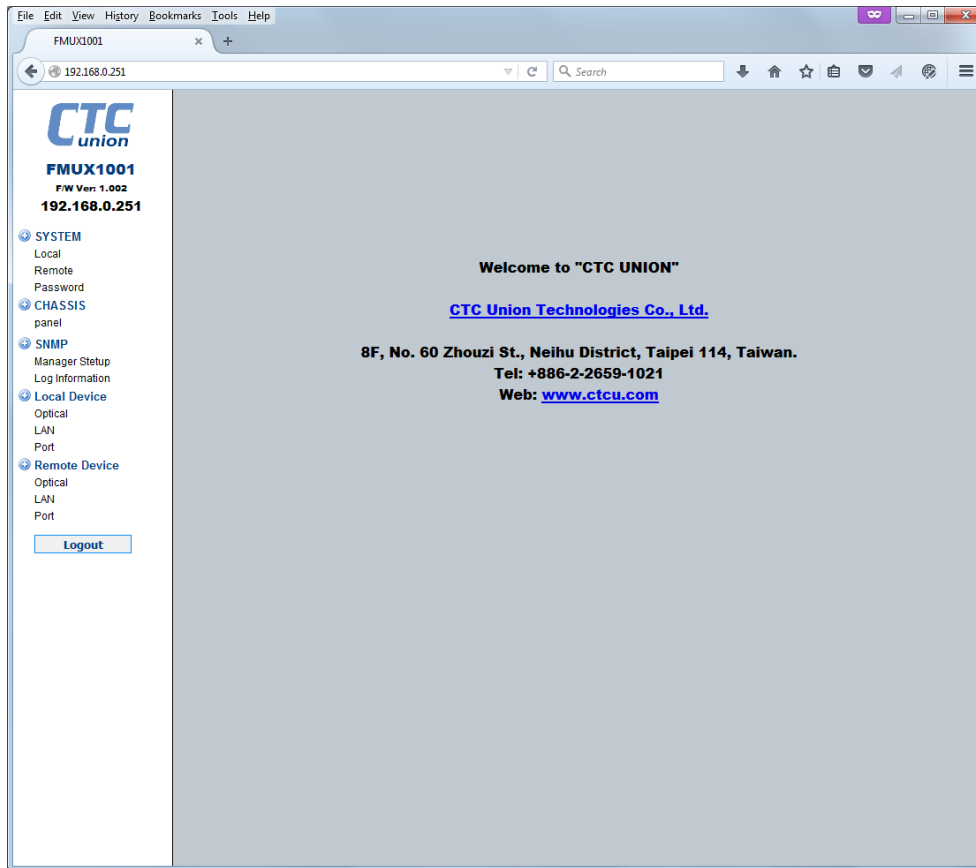 File Edit View History Bookmarks Tools Help
FMUX1001
192.168.0.251
Search
CTC
union
FMUX1001
F/W Ver: 1.002
192.168.0.251
SYSTEM
Local
Remote
Password
CHASSIS
panel
SNMP
Manager Stetup
Log Information
Local Device
Optical
LAN
Port
Remote Device
Optical
LAN
Port
Logout
Welcome to "CTC UNION"
CTC Union Technologies Co., Ltd.
8F, No. 60 Zhouzi St., Neihu District, Taipei 114, Taiwan.
Tel: +886-2-2659-1021
Web: www.ctcu.com